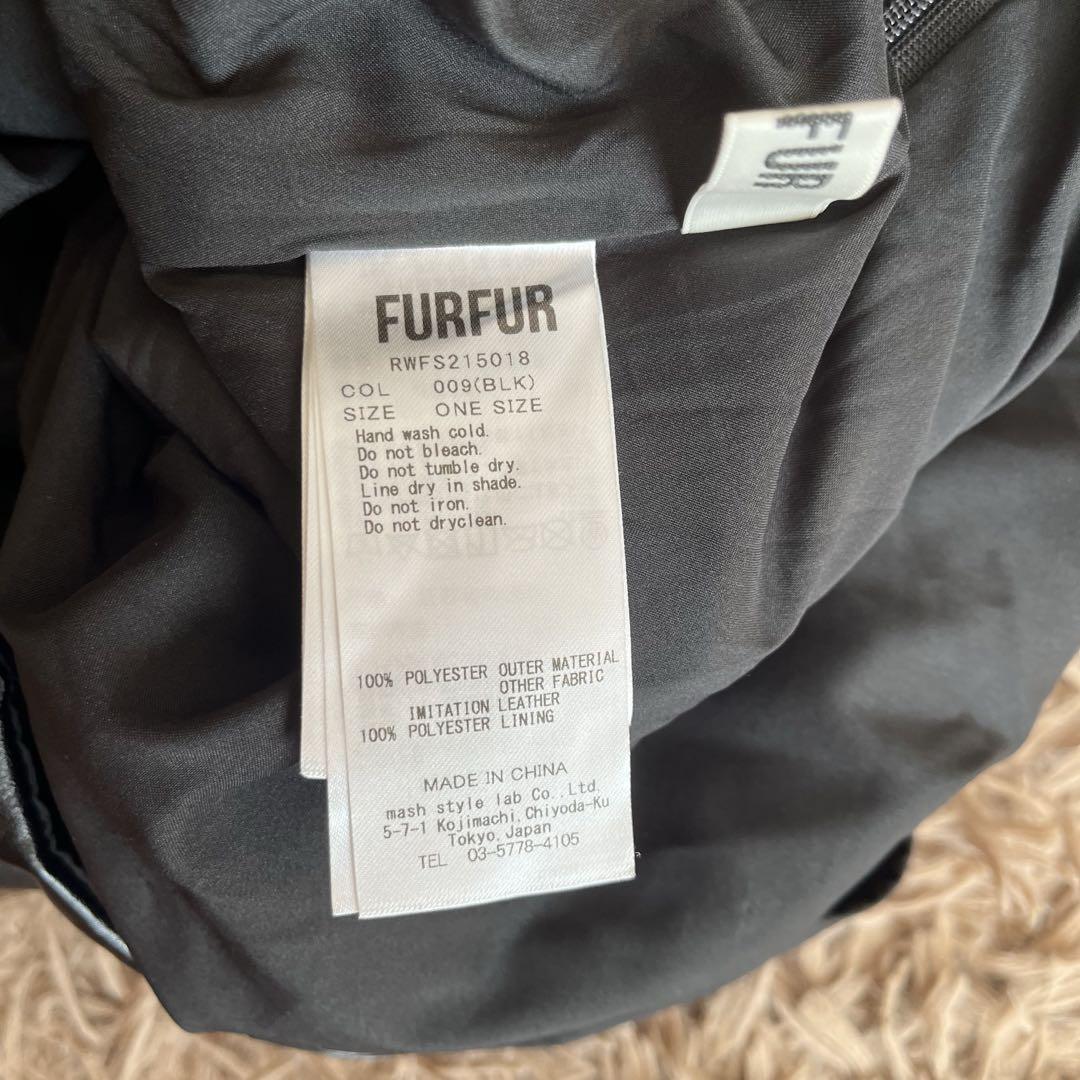 FUR
FURFUR
RWFS215018
COL 009(BLK)
SIZE ONE SIZE
Hand wash cold.
Do not bleach.
Do not tumble dry.
Line dry in shade.
Do not iron.
Do not dryclean.
100% POLYESTER OUTER MATERIAL
OTHER FABRIC
IMITATION LEATHER
100% POLYESTER LINING
MADE IN CHINA
mash style lab Co.,Ltd.
5-7-1 Kojimachi,Chiyoda-Ku
Tokyo,Japan
TEL 03-5778-4105